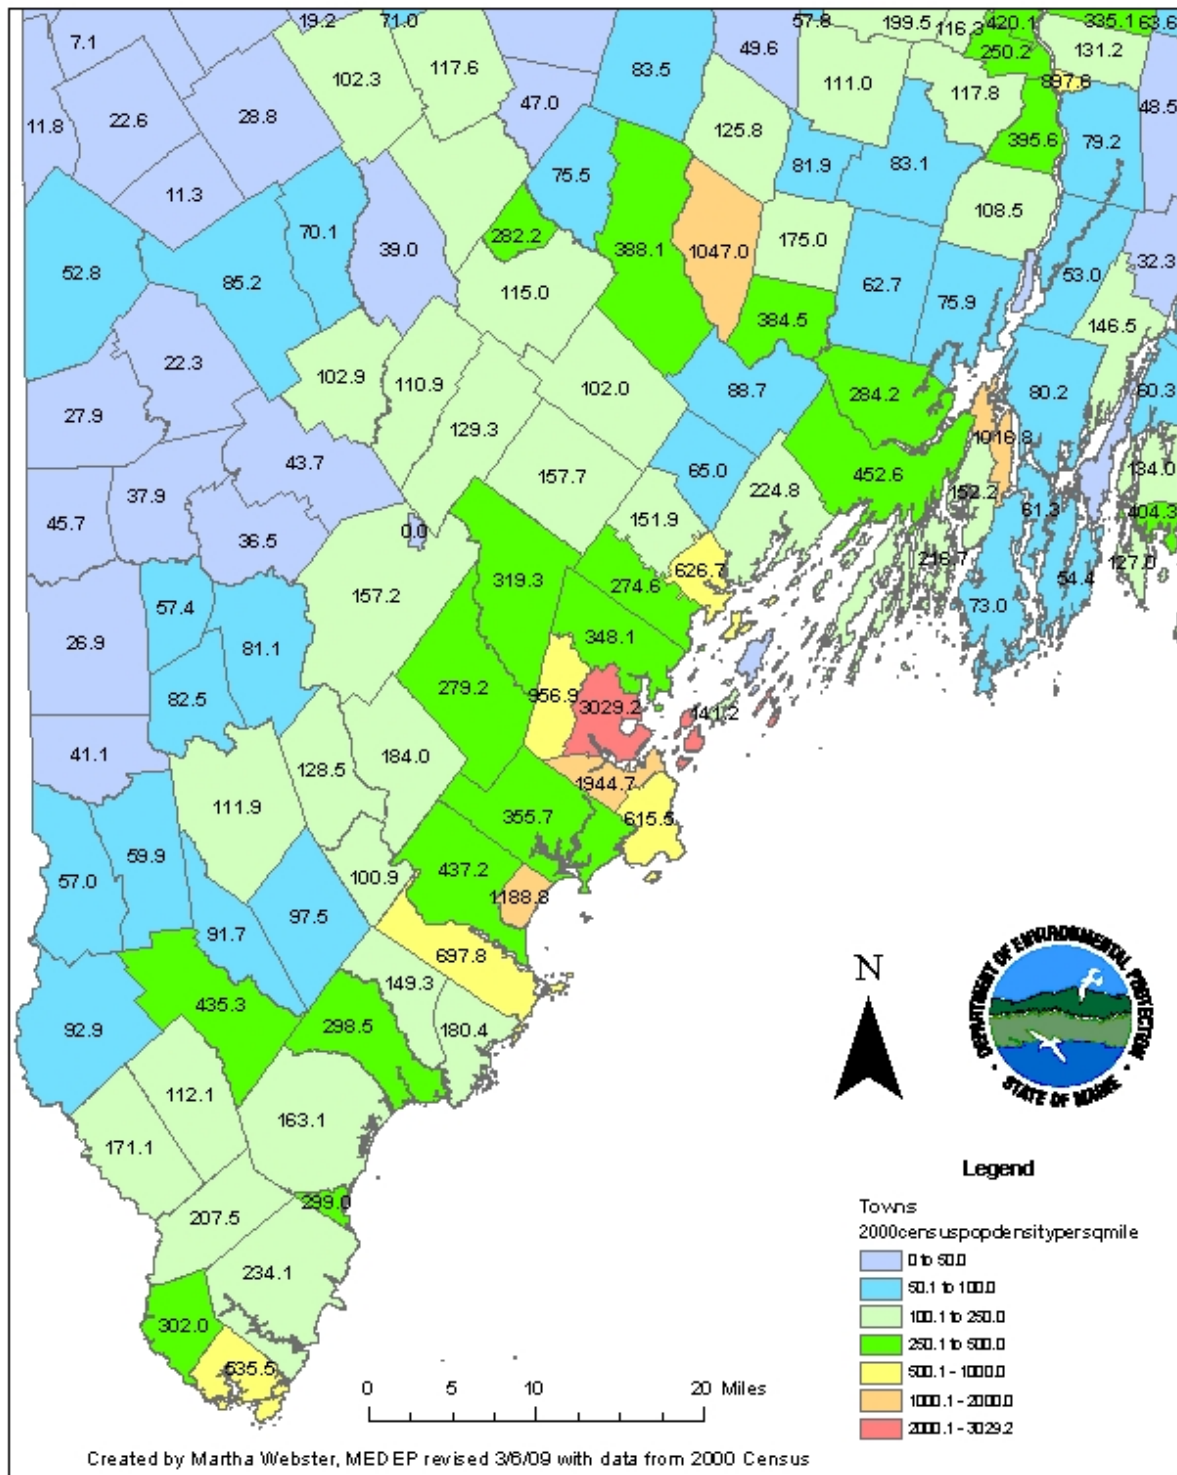 19.2 71.0 57.8 199.5 116.3 420.1 335.1 63.6
7.1 102.3 117.6 83.5 49.6 250.2 131.2
11.8 22.6 28.8 47.0 111.0 117.8 897.6 48.5
125.8 395.6 79.2
11.3 75.5 81.9 83.1
52.8 85.2 70.1 39.0 282.2 388.1 1047.0 175.0 108.5
115.0 62.7 75.9 53.0 32.3
384.5 146.5
22.3 102.9 110.9 102.0 88.7 284.2 80.2 60.3
27.9 43.7 129.3 157.7 65.0 452.6 1016.8 134.0
45.7 37.9 36.5 0.0 151.9 224.8 152.2 61.3 404.3
157.2 319.3 274.6 626.7 216.7 54.4 127.0
26.9 57.4 81.1 348.1 73.0
82.5 279.2 956.9 3029.2 141.2
41.1 128.5 184.0 1944.7
111.9 355.7 615.5
57.0 59.9 100.9 437.2 1188.8
91.7 97.5 697.8
92.9 435.3 298.5 149.3 180.4
112.1 163.1
171.1
207.5 299.0
234.1
302.0
535.5
N
DEPARTMENT OF ENVIRONMENTAL PROTECTION
STATE OF MAINE
Legend
Towns
2000censuspopdensitypersqmile
0 to 50.0
50.1 to 100.0
100.1 to 250.0
250.1 to 500.0
500.1 - 1000.0
1000.1 - 2000.0
2000.1 - 3029.2
0 5 10 20 Miles
Created by Martha Webster, MEDEP revised 3/6/09 with data from 2000 Census